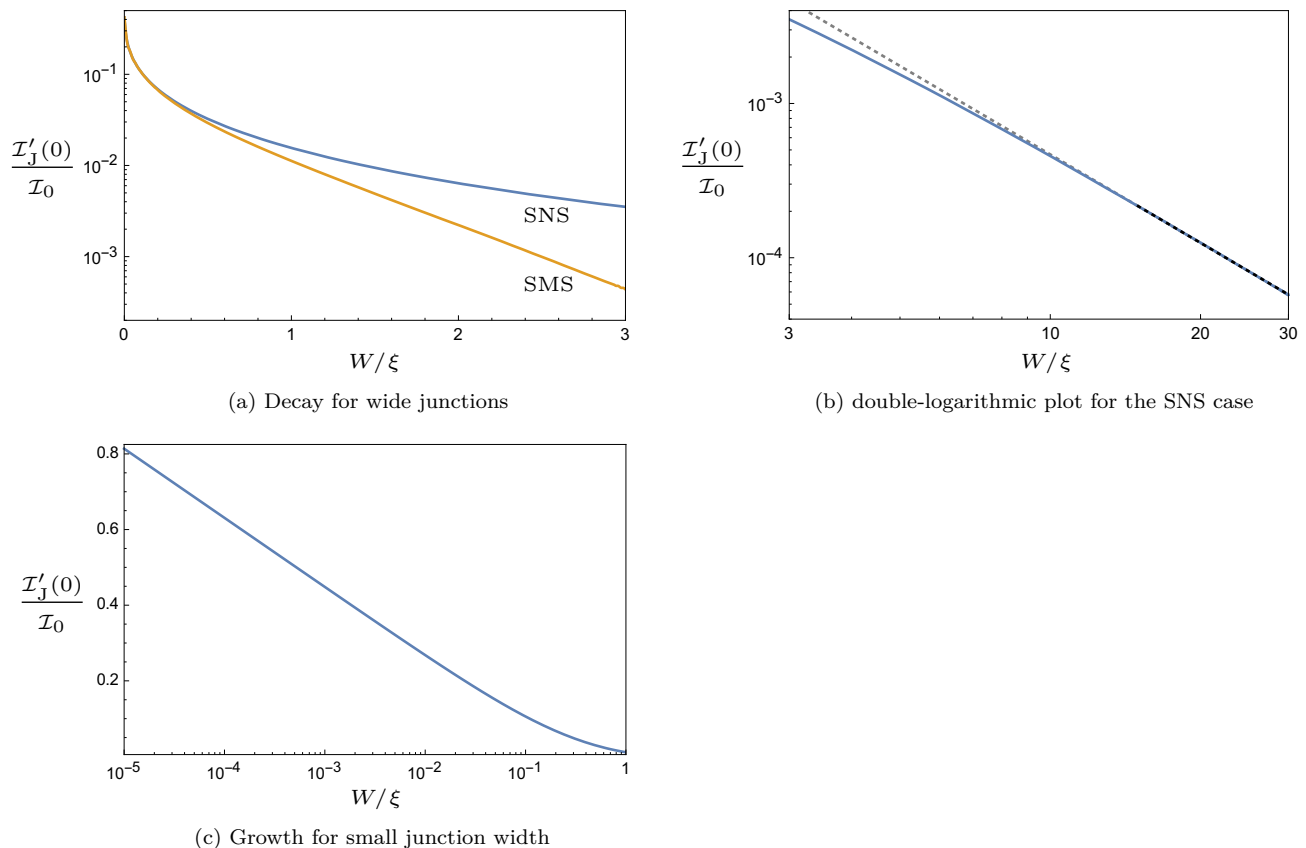 10⁻¹
10⁻²
10⁻³
𝓘′_J(0)
𝓘₀
SNS
SMS
0
1
2
3
W/ξ
(a) Decay for wide junctions
10⁻³
10⁻⁴
𝓘′_J(0)
𝓘₀
3
10
20
30
W/ξ
(b) double-logarithmic plot for the SNS case
0.8
0.6
0.4
0.2
𝓘′_J(0)
𝓘₀
10⁻⁵
10⁻⁴
10⁻³
10⁻²
10⁻¹
1
W/ξ
(c) Growth for small junction width